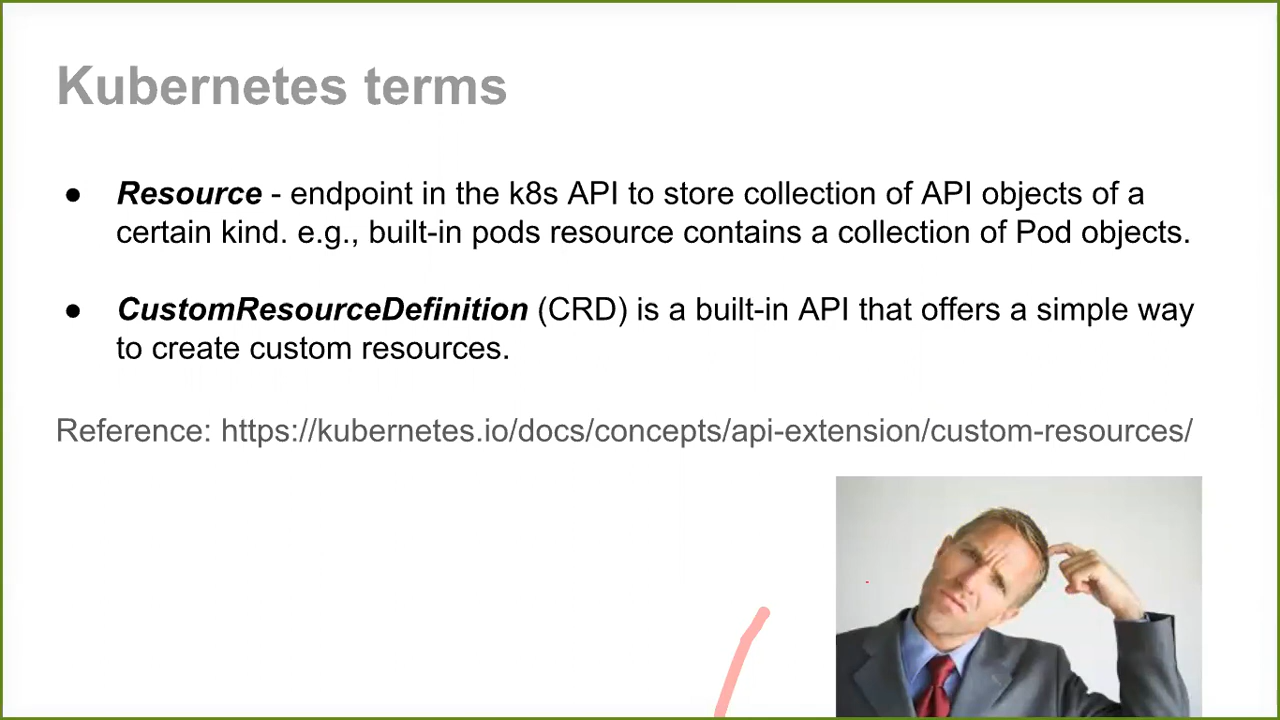 Kubernetes terms
● Resource - endpoint in the k8s API to store collection of API objects of a
certain kind. e.g., built-in pods resource contains a collection of Pod objects.
● CustomResourceDefinition (CRD) is a built-in API that offers a simple way
to create custom resources.
Reference: https://kubernetes.io/docs/concepts/api-extension/custom-resources/